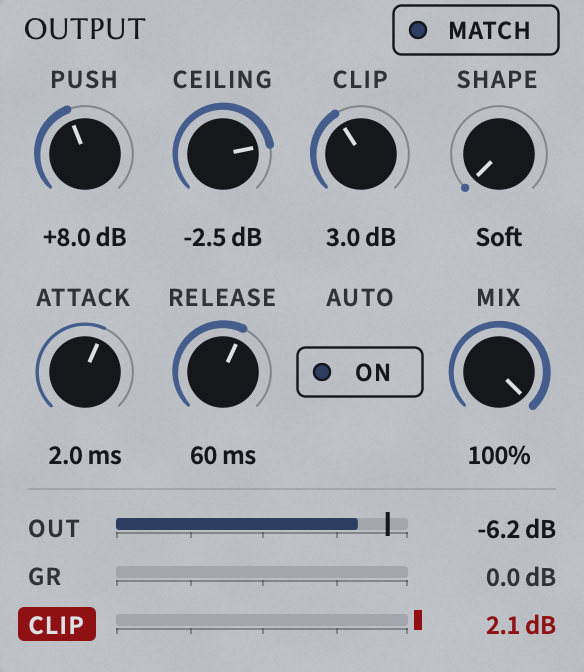 OUTPUT MATCH
PUSH CEILING CLIP SHAPE
+8.0 dB -2.5 dB 3.0 dB Soft
ATTACK RELEASE AUTO MIX
ON
2.0 ms 60 ms 100%
OUT -6.2 dB
GR 0.0 dB
CLIP 2.1 dB